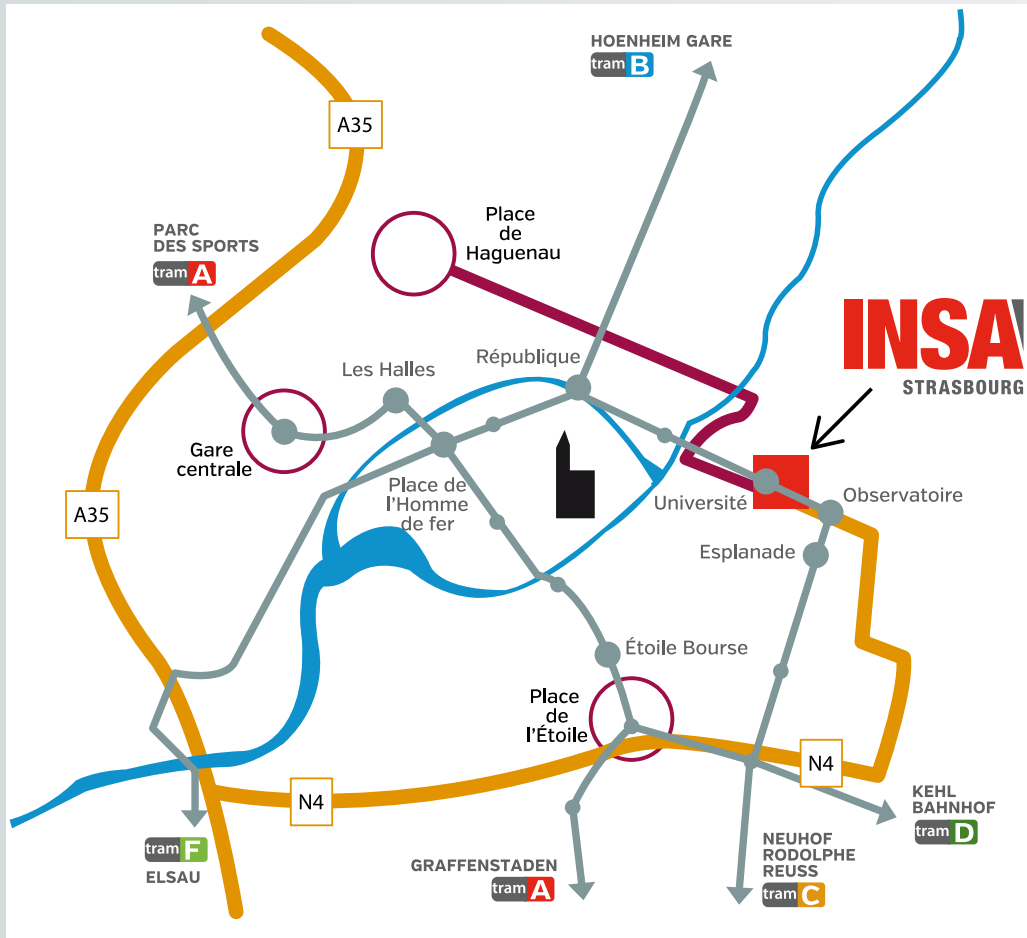 HOENHEIM GARE
tram B
A35
PARC
DES SPORTS
tram A
Place
de
Haguenau
INSA
STRASBOURG
République
Les Halles
Gare
centrale
Place de
l'Homme
de fer
Université
Observatoire
A35
Esplanade
Étoile Bourse
Place
de
l'Étoile
N4
N4
KEHL
BAHNHOF
tram D
tram F
ELSAU
GRAFFENSTADEN
tram A
NEUHOF
RODOLPHE
REUSS
tram C